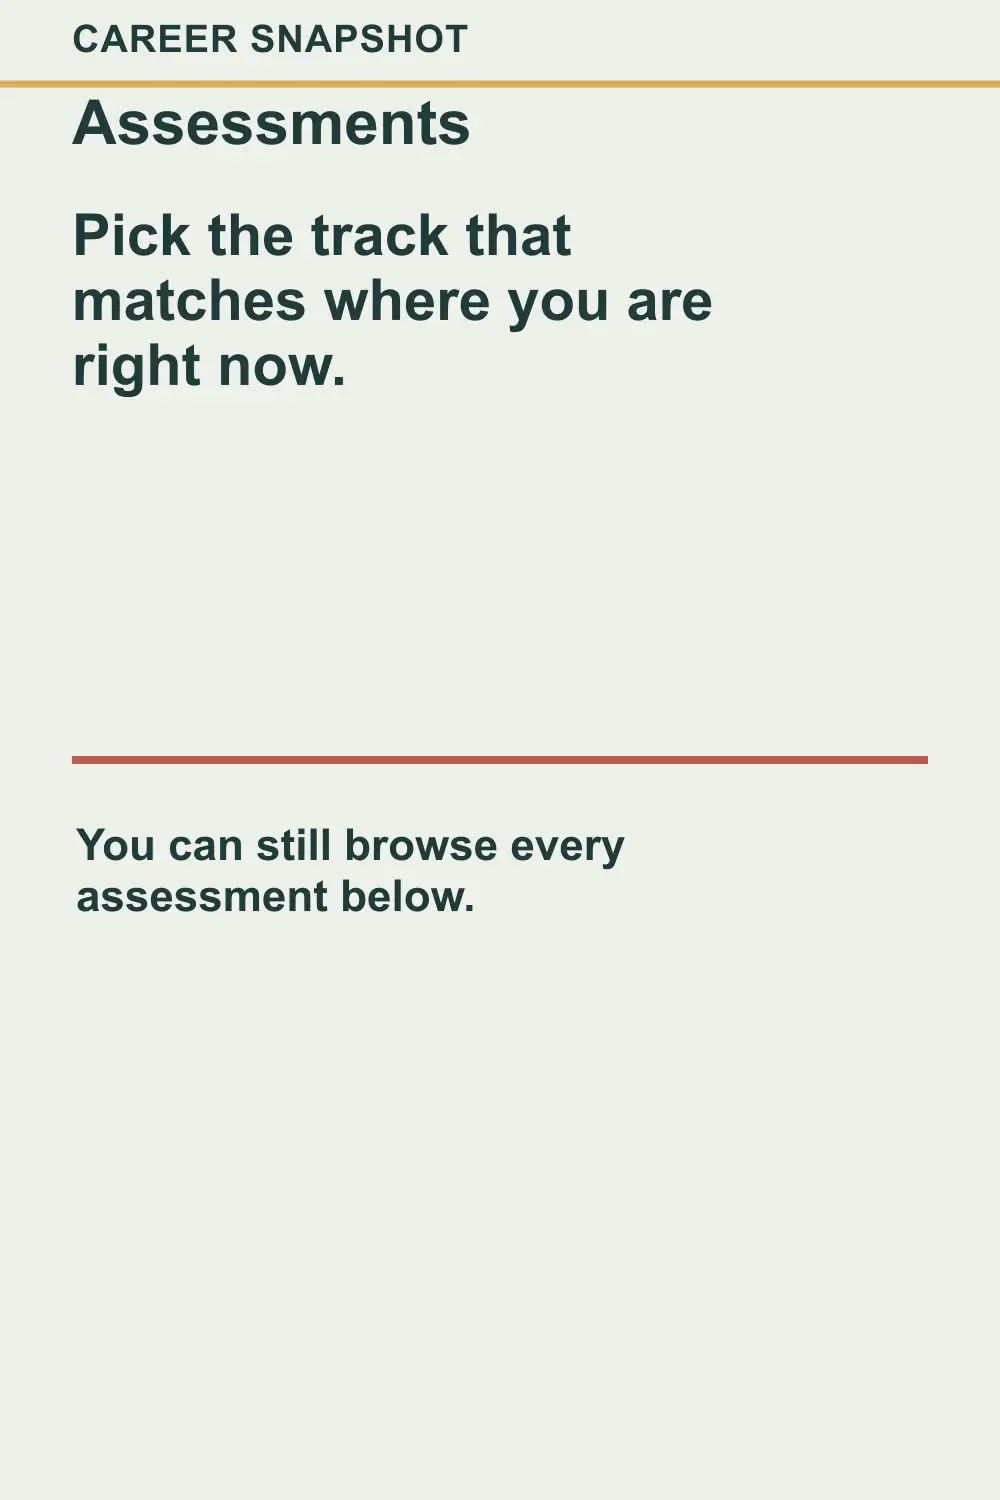 CAREER SNAPSHOT
Assessments
Pick the track that
matches where you are
right now.
You can still browse every
assessment below.